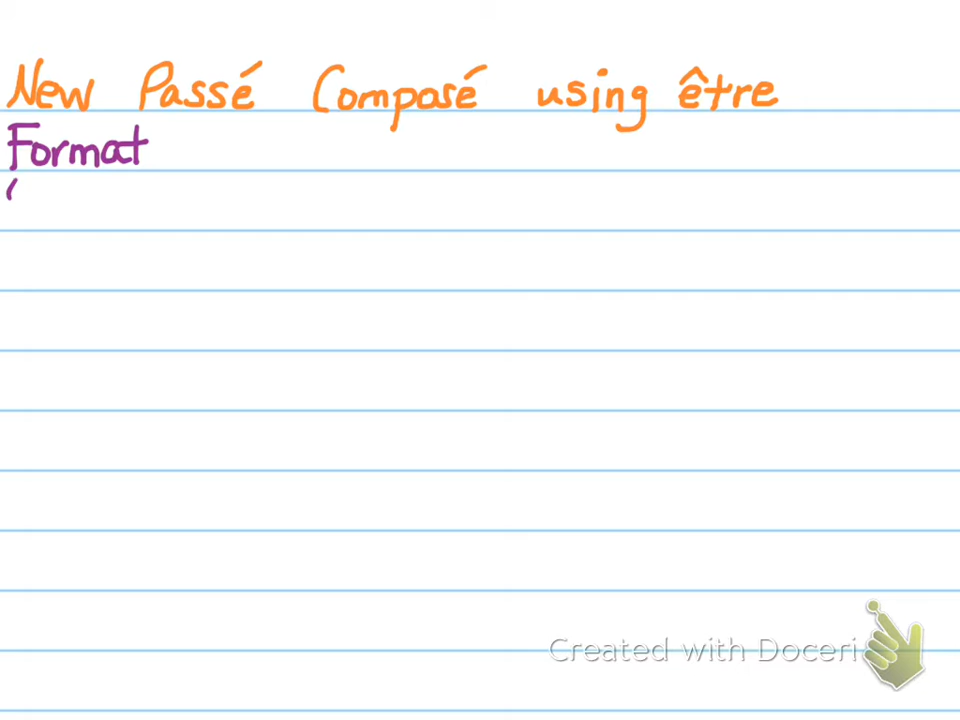 New Passé Composé using être
Format
Created with Doceri